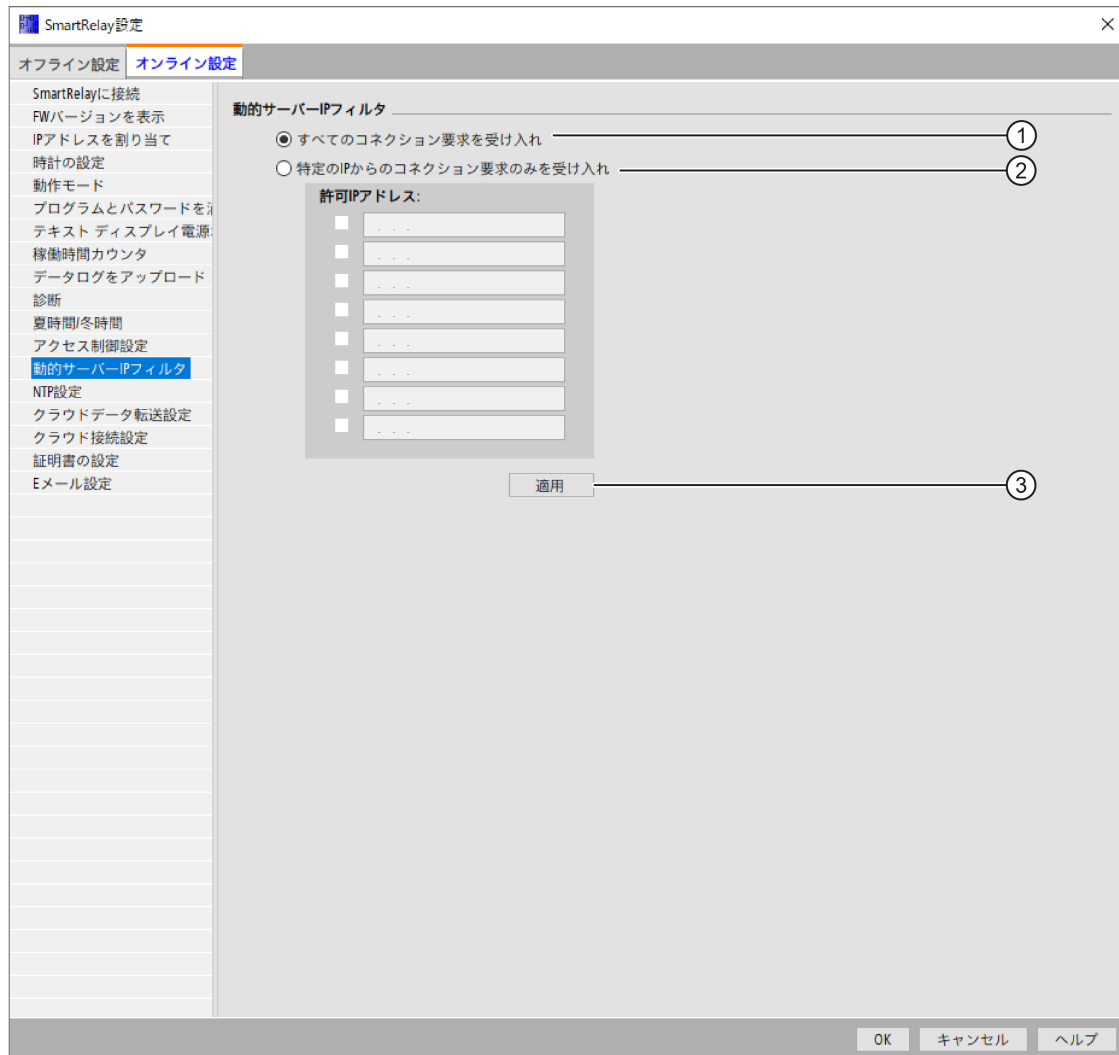 SmartRelay設定
オフライン設定 オンライン設定
SmartRelayに接続
FWバージョンを表示
IPアドレスを割り当て
時計の設定
動作モード
プログラムとパスワードを
テキスト ディスプレイ電源
稼働時間カウンタ
データログをアップロード
診断
夏時間/冬時間
アクセス制御設定
動的サーバーIPフィルタ
NTP設定
クラウドデータ転送設定
クラウド接続設定
証明書の設定
Eメール設定
動的サーバーIPフィルタ
すべてのコネクション要求を受け入れ ①
特定のIPからのコネクション要求のみを受け入れ ②
許可IPアドレス:
. . .
. . .
. . .
. . .
. . .
. . .
. . .
. . .
適用 ③
OK キャンセル ヘルプ